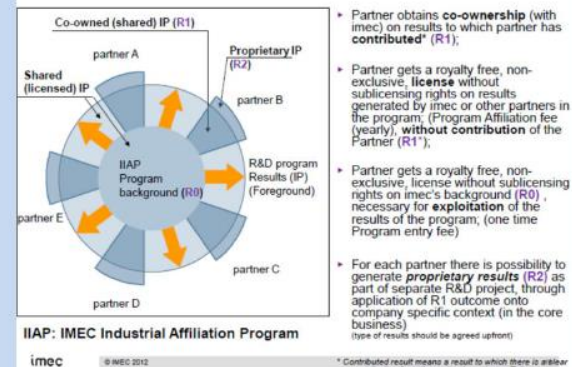 Co-owned (shared) IP (R1)
partner A
Proprietary IP
(R2)
Shared
(licensed) IP
partner B
IIAP
Program
background (R0)
R&D program
Results (IP)
(Foreground)
partner E
partner C
partner D
IIAP: IMEC Industrial Affiliation Program
Partner obtains co-ownership (with
imec) on results to which partner has
contributed* (R1);
Partner gets a royalty free, non-
exclusive, license without
sublicensing rights on results
generated by imec or other partners in
the program; (Program Affiliation fee
(yearly), without contribution of the
Partner (R1*);
Partner gets a royalty free, non-
exclusive, license without sublicensing
rights on imec's background (R0) ,
necessary for exploitation of the
results of the program; (one time
Program entry fee)
For each partner there is possibility to
generate proprietary results (R2) as
part of separate R&D project, through
application of R1 outcome onto
company specific context (in the core
business)
(type of results should be agreed upfront)
imec
© IMEC 2012
* Contributed result means a result to which there is